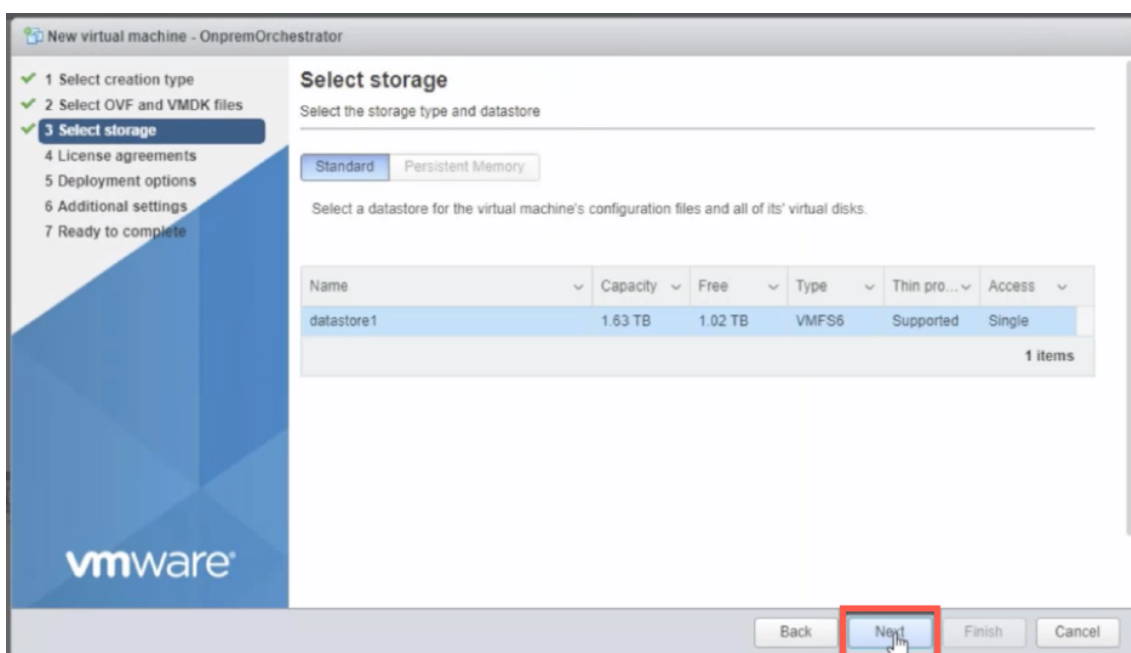 New virtual machine - OnpremOrchestrator
1 Select creation type
2 Select OVF and VMDK files
3 Select storage
4 License agreements
5 Deployment options
6 Additional settings
7 Ready to complete
vmware®
Select storage
Select the storage type and datastore
Standard Persistent Memory
Select a datastore for the virtual machine's configuration files and all of its' virtual disks.
Name Capacity Free Type Thin pro... Access
datastore1 1.63 TB 1.02 TB VMFS6 Supported Single
1 items
Back Next Finish Cancel